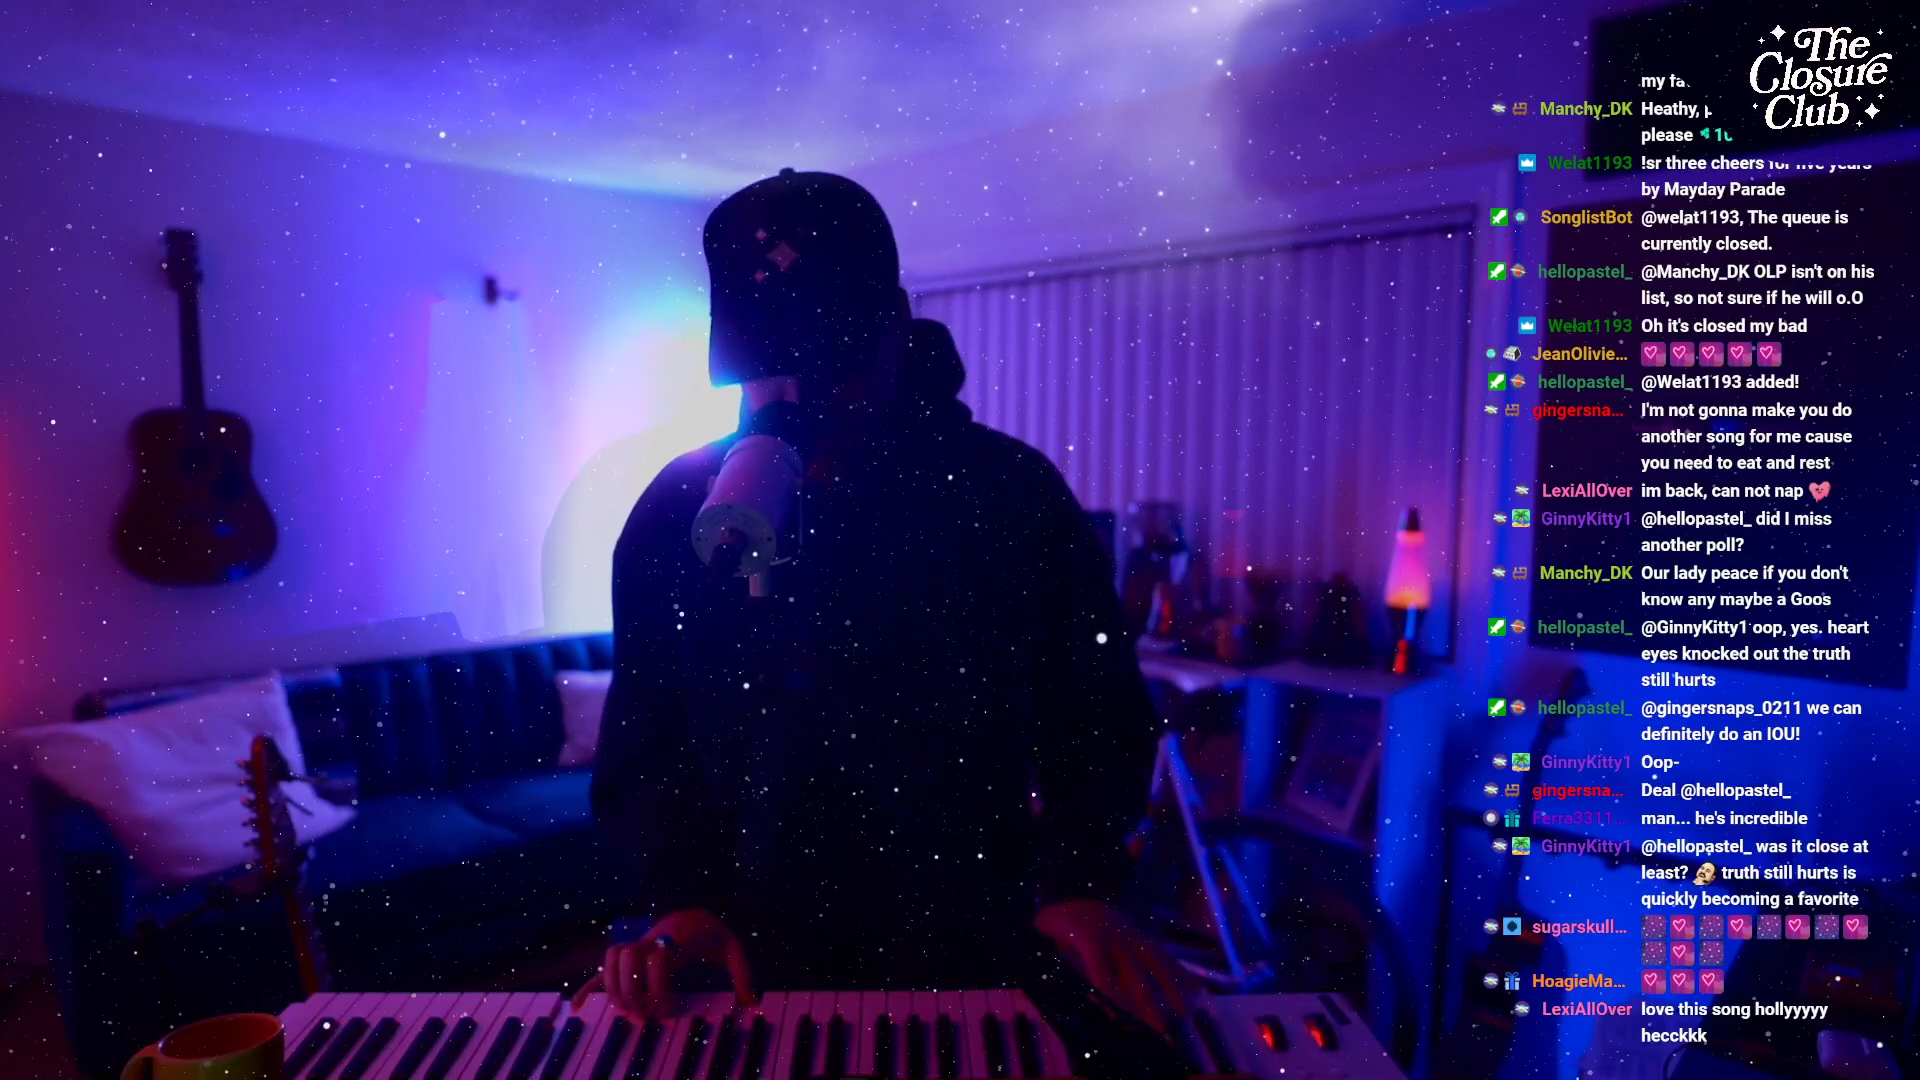 The
Closure
Club
my fa
Manchy_DK Heathy,
please
Welat1193 !sr three cheers for five years
by Mayday Parade
SonglistBot @welat1193, The queue is
currently closed.
hellopastel_ @Manchy_DK OLP isn't on his
list, so not sure if he will o.O
Welat1193 Oh it's closed my bad
JeanOlivie...
hellopastel_ @Welat1193 added!
gingersna... I'm not gonna make you do
another song for me cause
you need to eat and rest
LexiAllOver im back, can not nap
GinnyKitty1 @hellopastel_ did I miss
another poll?
Manchy_DK Our lady peace if you don't
know any maybe a Goos
hellopastel_ @GinnyKitty1 oop, yes. heart
eyes knocked out the truth
still hurts
hellopastel_ @gingersnaps_0211 we can
definitely do an IOU!
GinnyKitty1 Oop-
gingersna... Deal @hellopastel_
Ferra3311... man... he's incredible
GinnyKitty1 @hellopastel_ was it close at
least? truth still hurts is
quickly becoming a favorite
sugarskull...
HoagieMa...
LexiAllOver love this song hollyyyyy
hecckkk